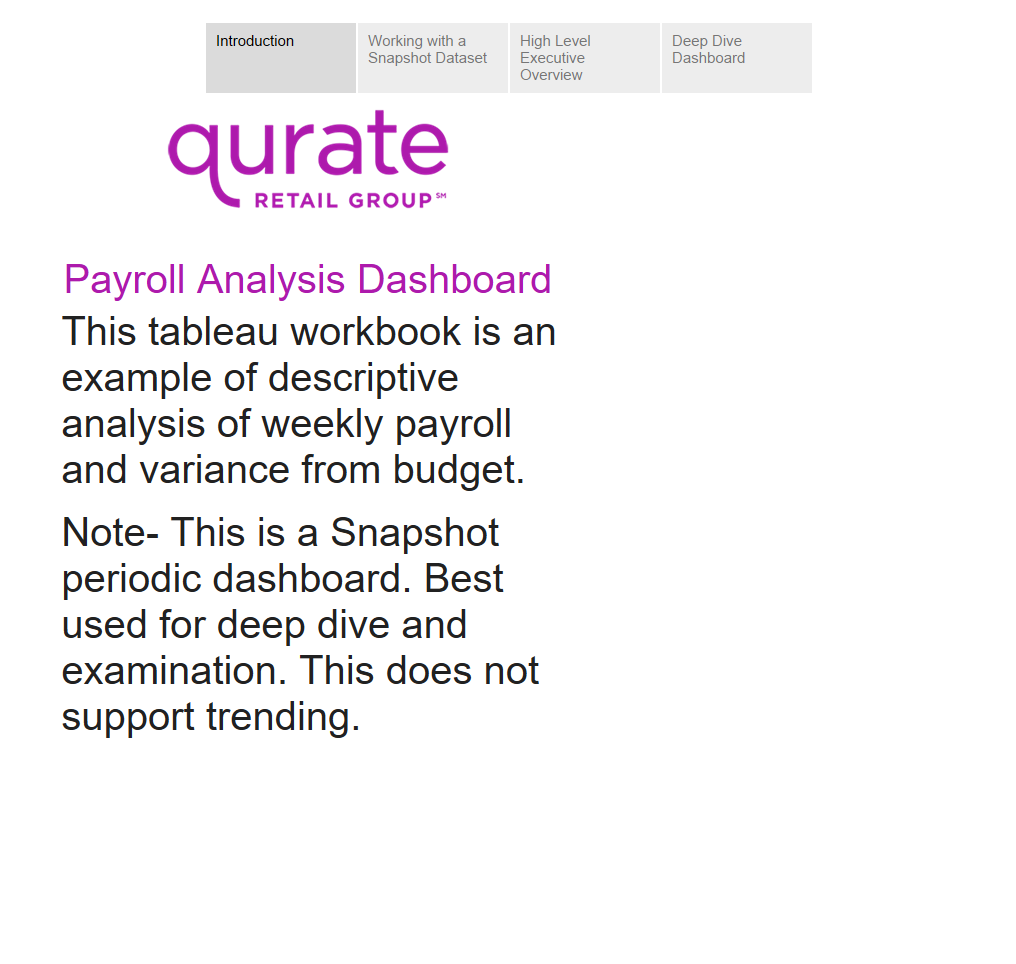 Introduction
Working with a
Snapshot Dataset
High Level
Executive
Overview
Deep Dive
Dashboard
qurate
RETAIL GROUP℠
Payroll Analysis Dashboard
This tableau workbook is an
example of descriptive
analysis of weekly payroll
and variance from budget.
Note- This is a Snapshot
periodic dashboard. Best
used for deep dive and
examination. This does not
support trending.